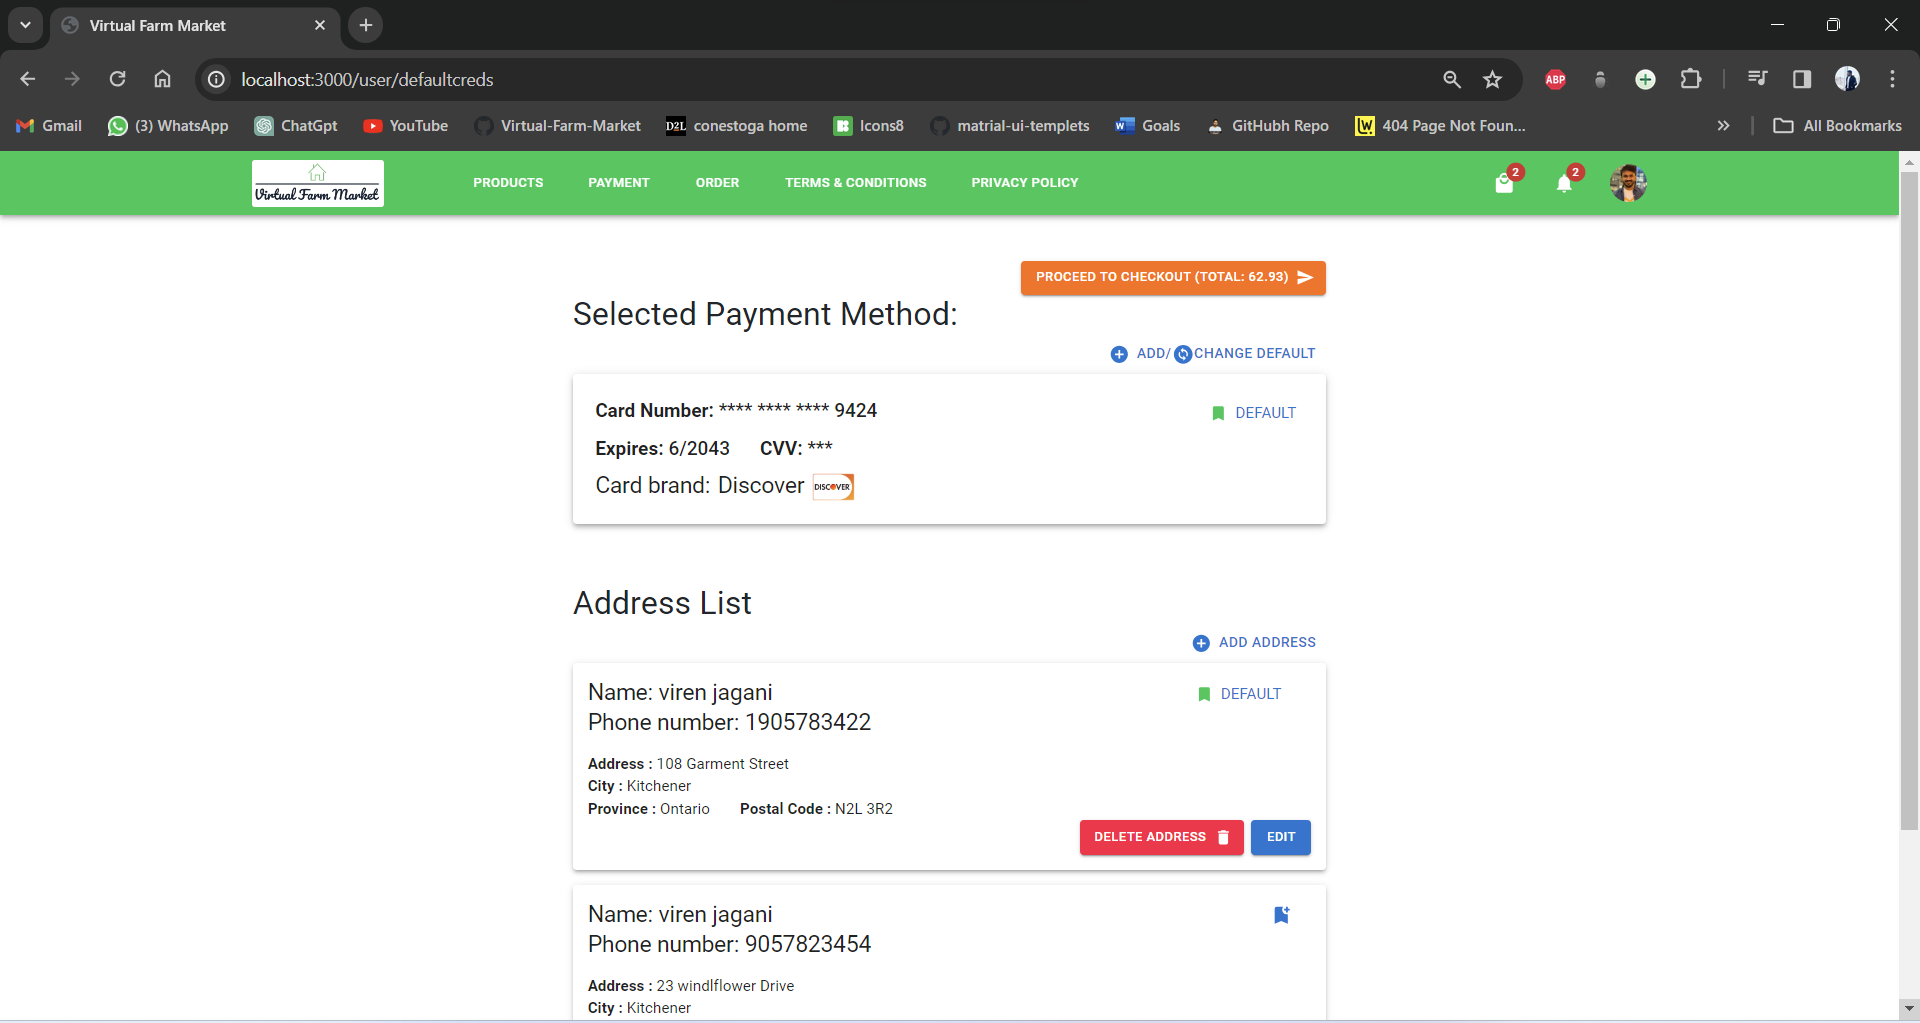 Virtual Farm Market
localhost:3000/user/defaultcreds
ABP
Gmail (3) WhatsApp ChatGpt YouTube Virtual-Farm-Market D2L conestoga home Icons8 matrial-ui-templets Goals GitHubh Repo 404 Page Not Foun... All Bookmarks
Virtual Farm Market
PRODUCTS PAYMENT ORDER TERMS & CONDITIONS PRIVACY POLICY 2 2
PROCEED TO CHECKOUT (TOTAL: 62.93)
Selected Payment Method:
ADD/ CHANGE DEFAULT
Card Number: **** **** **** 9424 DEFAULT
Expires: 6/2043 CVV: ***
Card brand: Discover DISCOVER
Address List
ADD ADDRESS
Name: viren jagani DEFAULT
Phone number: 1905783422
Address : 108 Garment Street
City : Kitchener
Province : Ontario Postal Code : N2L 3R2
DELETE ADDRESS EDIT
Name: viren jagani
Phone number: 9057823454
Address : 23 windlflower Drive
City : Kitchener